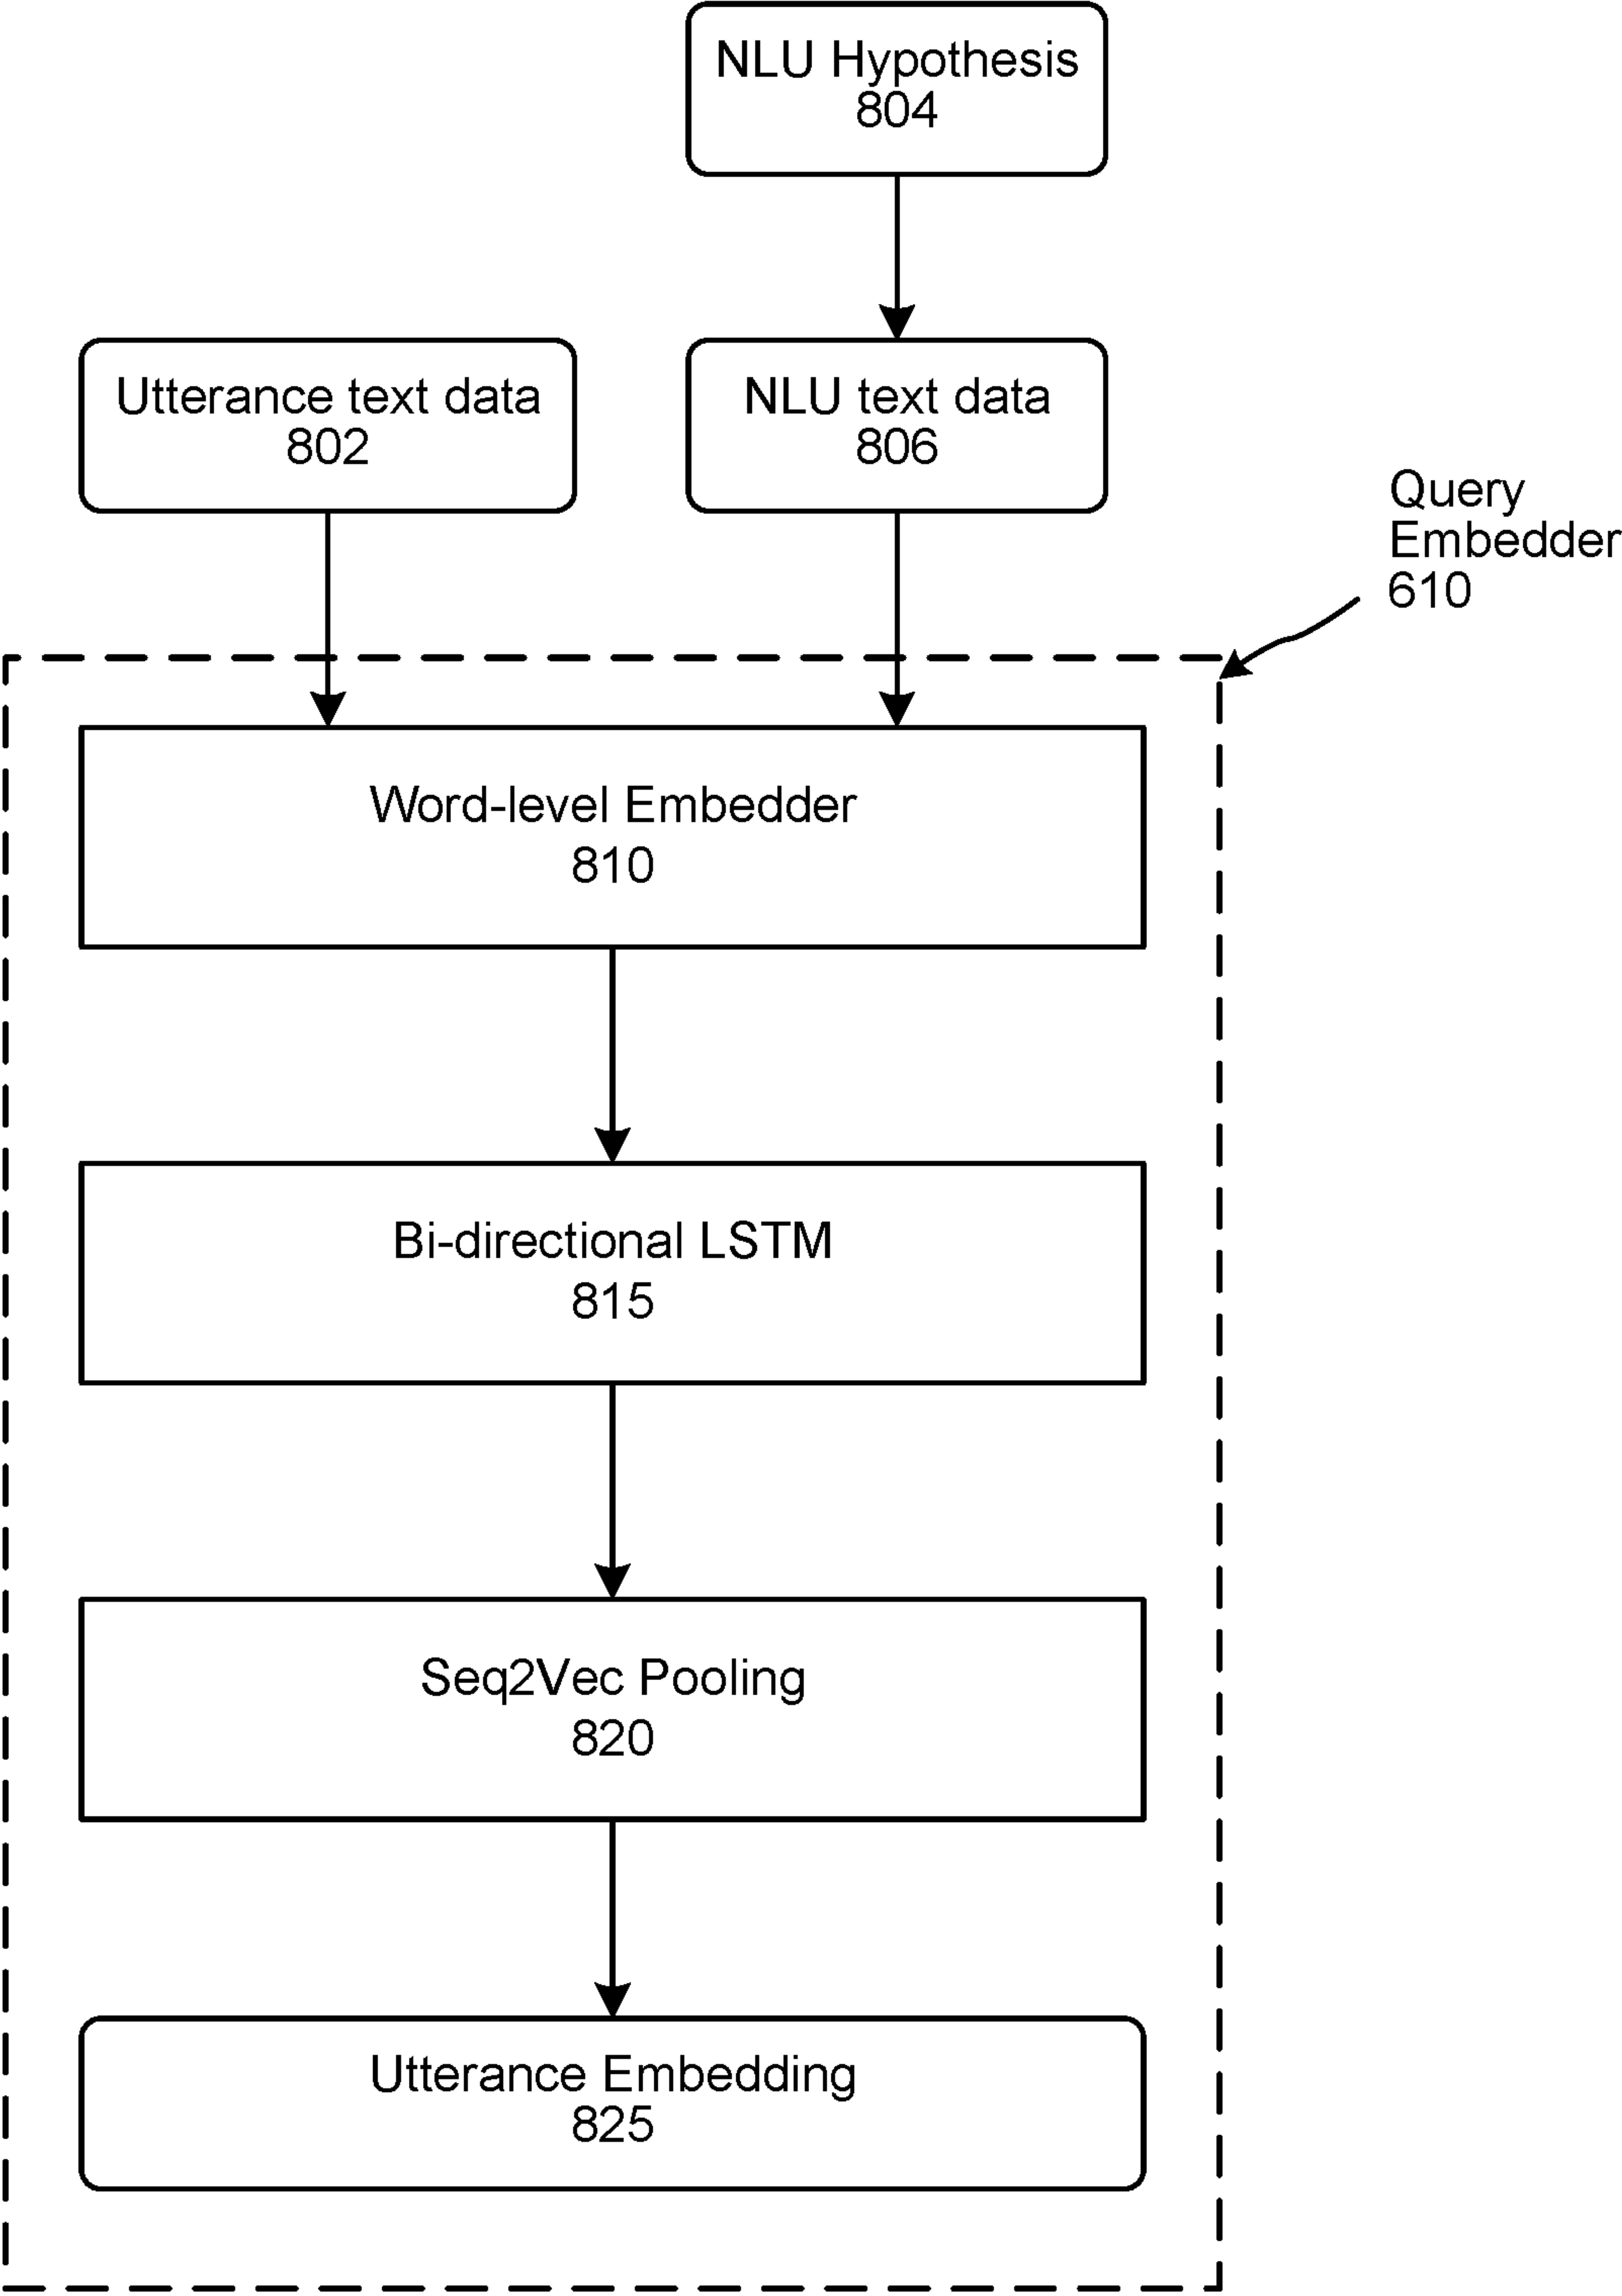 NLU Hypothesis
804
Utterance text data
802
NLU text data
806
Query
Embedder
610
Word-level Embedder
810
Bi-directional LSTM
815
Seq2Vec Pooling
820
Utterance Embedding
825